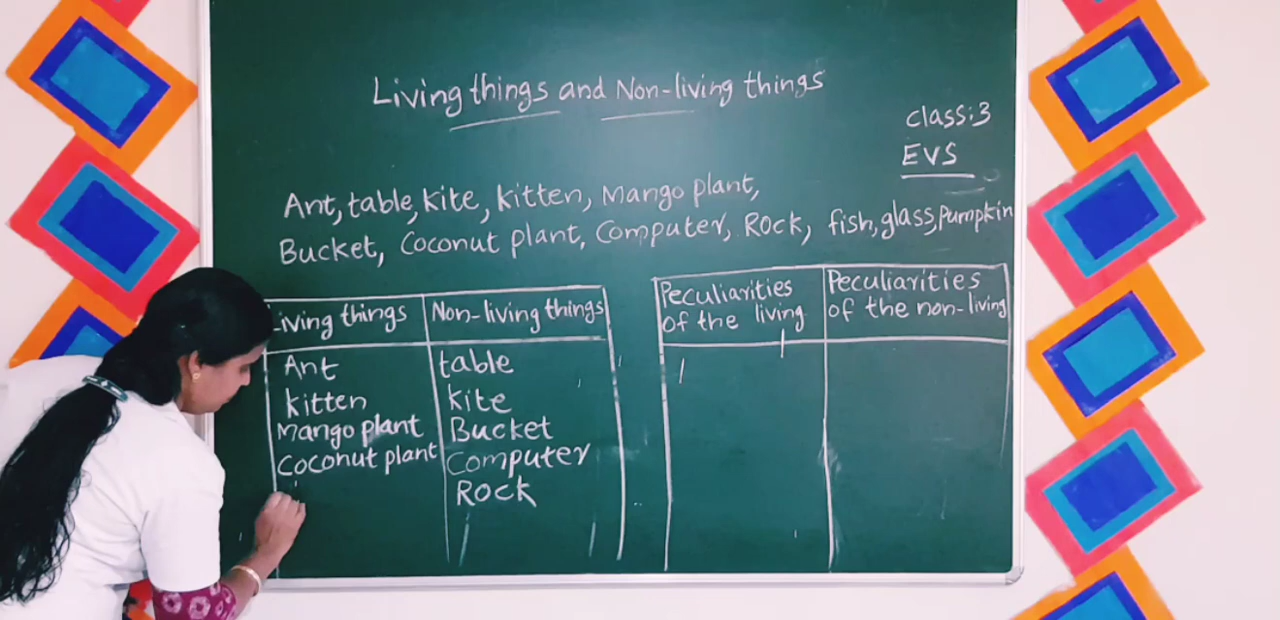 Living things and Non-living things
class:3
EVS
Ant, table, kite, kitten, Mango plant,
Bucket, Coconut plant, Computer, Rock, fish, glass, Pumpkin
Living things
Non-living things
Ant
table
kitten
kite
Mango plant
Bucket
Coconut plant
Computer
Rock
Peculiarities
of the living
Peculiarities
of the non-living